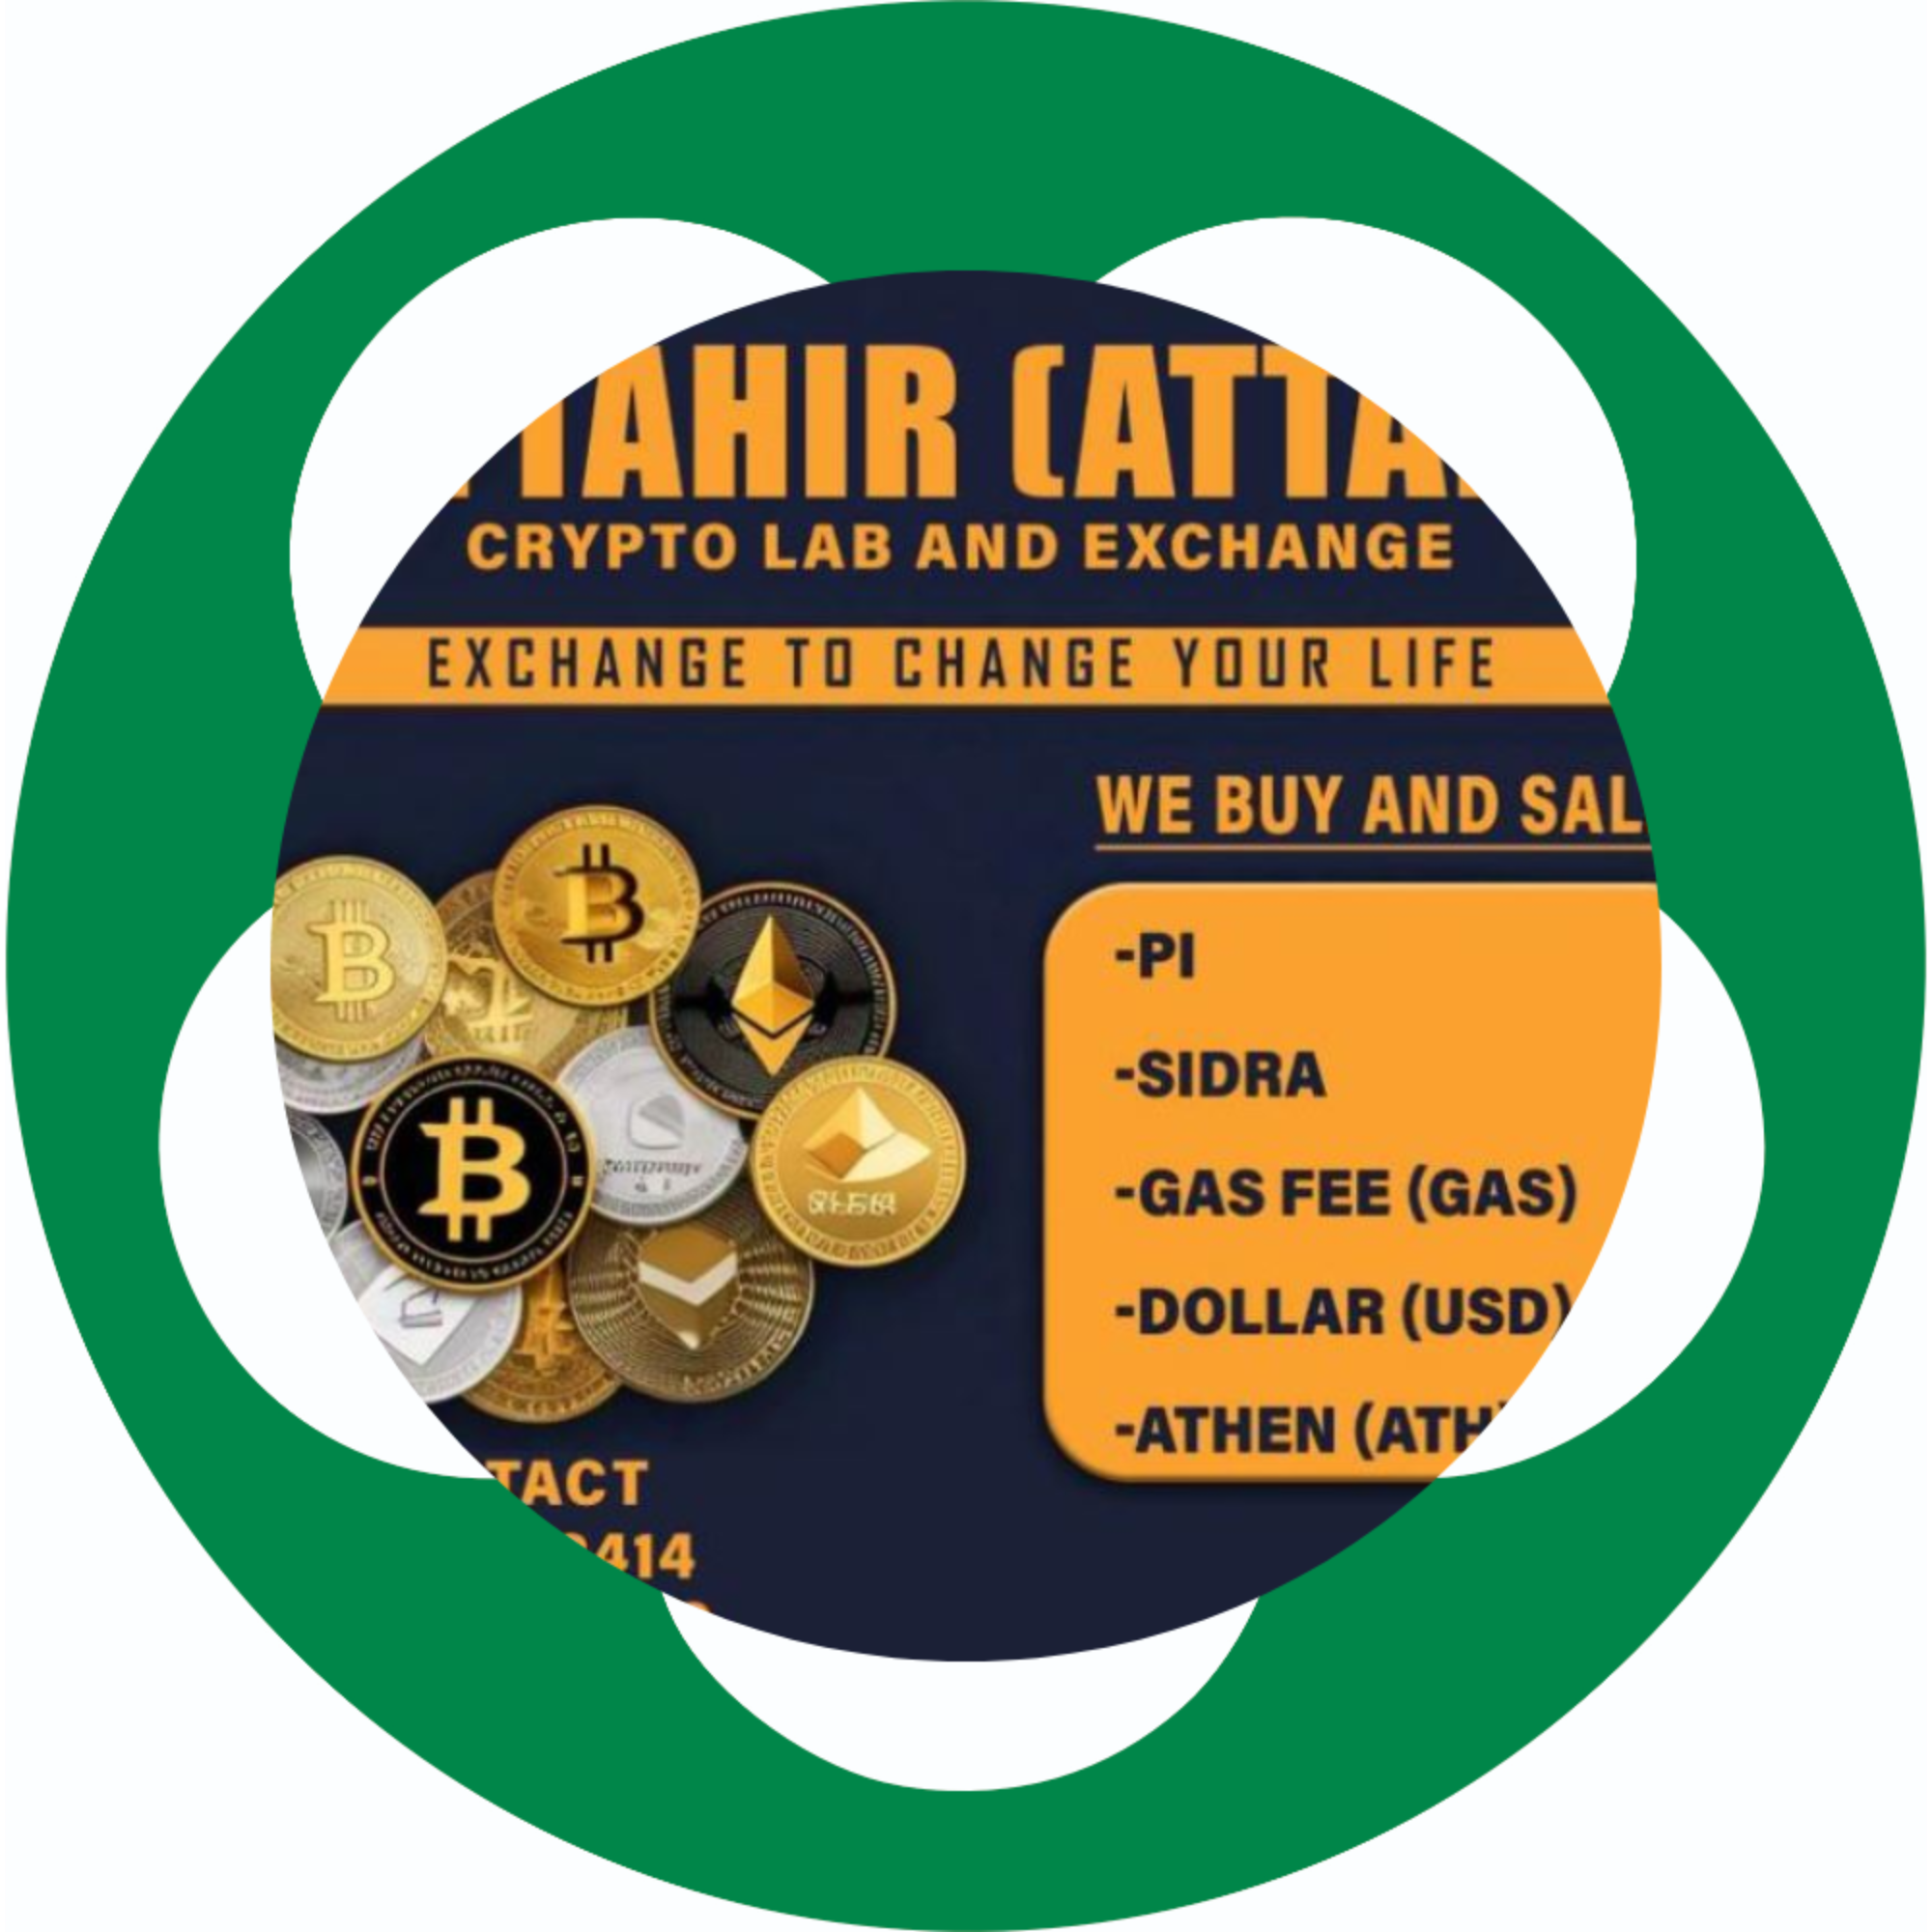 TAHIR (ATTA
CRYPTO LAB AND EXCHANGE
EXCHANGE TO CHANGE YOUR LIFE
WE BUY AND SAL
-PI
-SIDRA
-GAS FEE (GAS)
-DOLLAR (USD)
-ATHEN (ATH
TACT
414